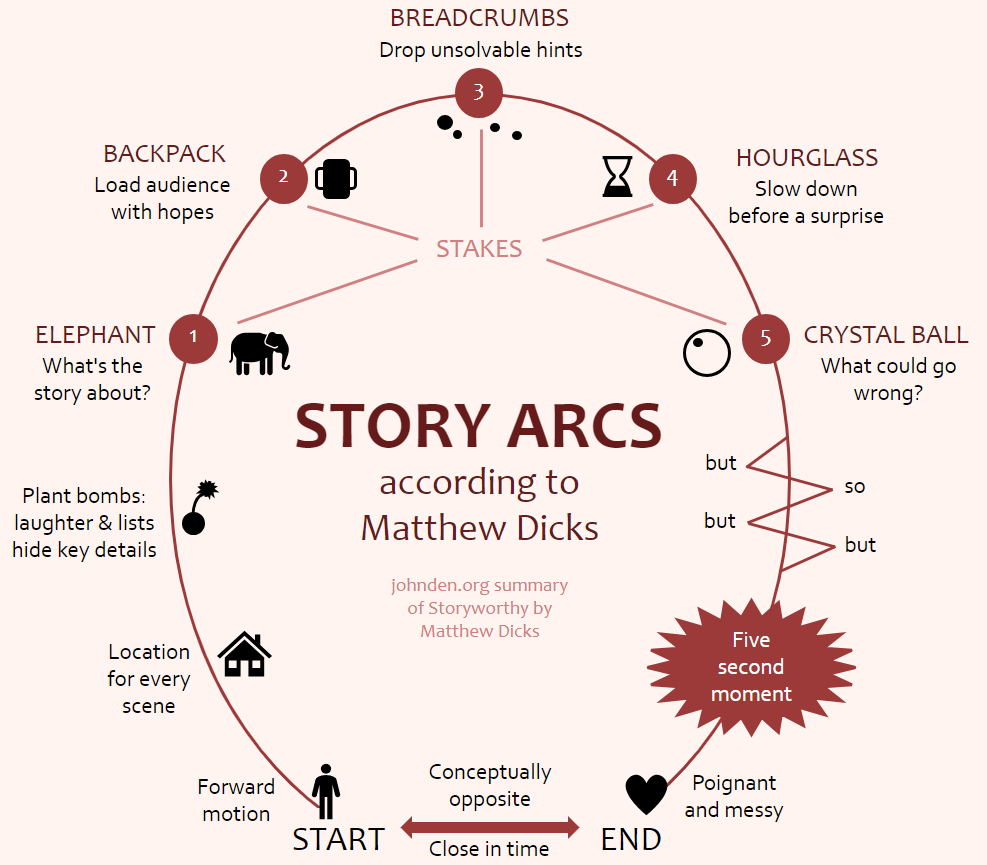 BREADCRUMBS
Drop unsolvable hints
3
BACKPACK
Load audience
with hopes
2
4
HOURGLASS
Slow down
before a surprise
STAKES
ELEPHANT
What's the
story about?
1
5
CRYSTAL BALL
What could go
wrong?
STORY ARCS
according to
Matthew Dicks
johnden.org summary
of Storyworthy by
Matthew Dicks
Plant bombs:
laughter & lists
hide key details
but
so
but
but
Location
for every
scene
Five
second
moment
Forward
motion
START
Conceptually
opposite
Close in time
END
Poignant
and messy